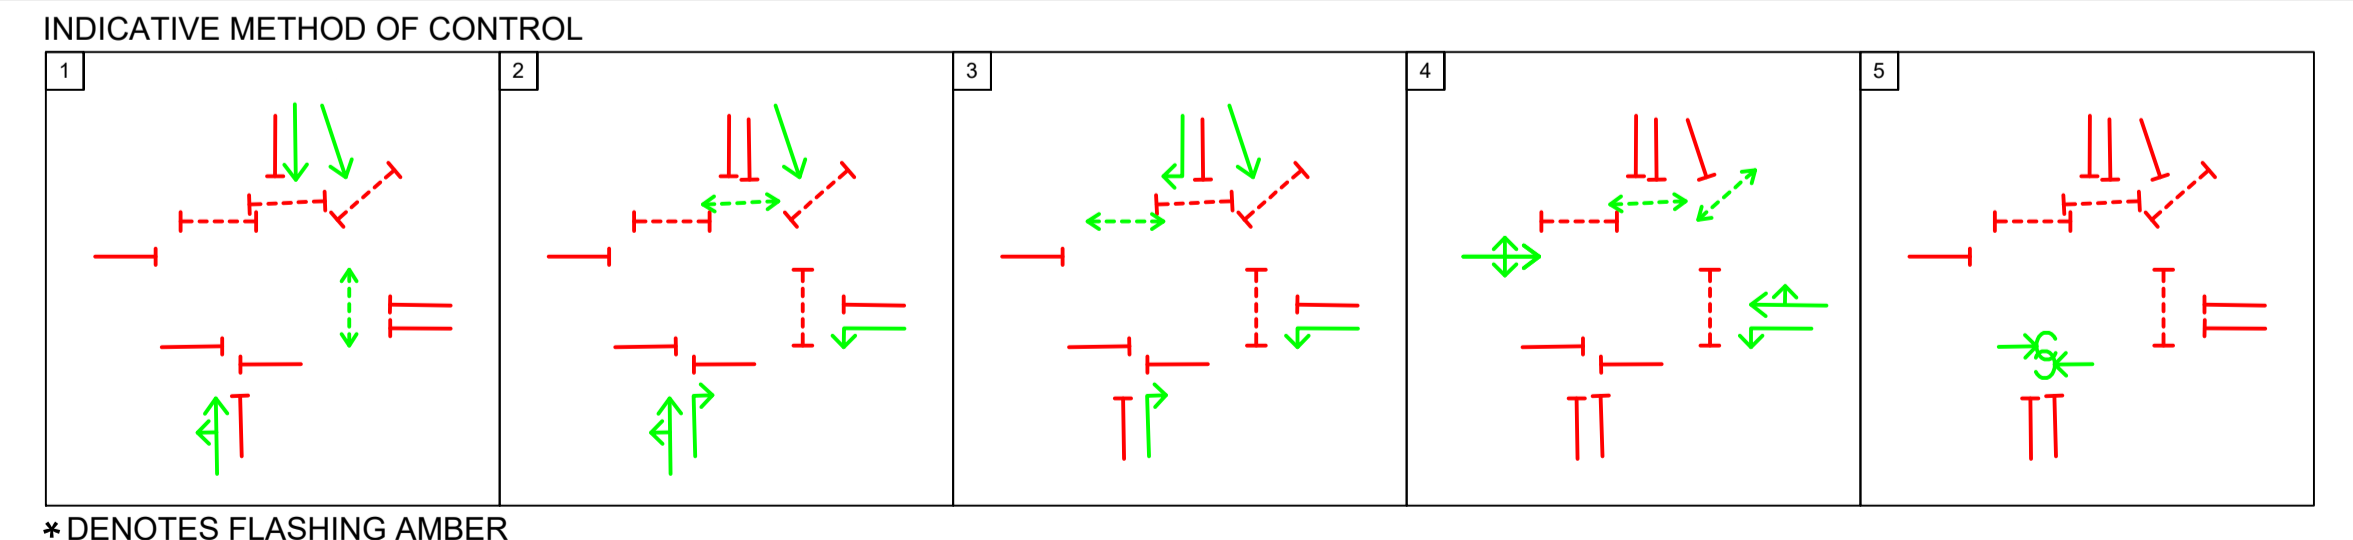 INDICATIVE METHOD OF CONTROL
1
2
3
4
5
* DENOTES FLASHING AMBER